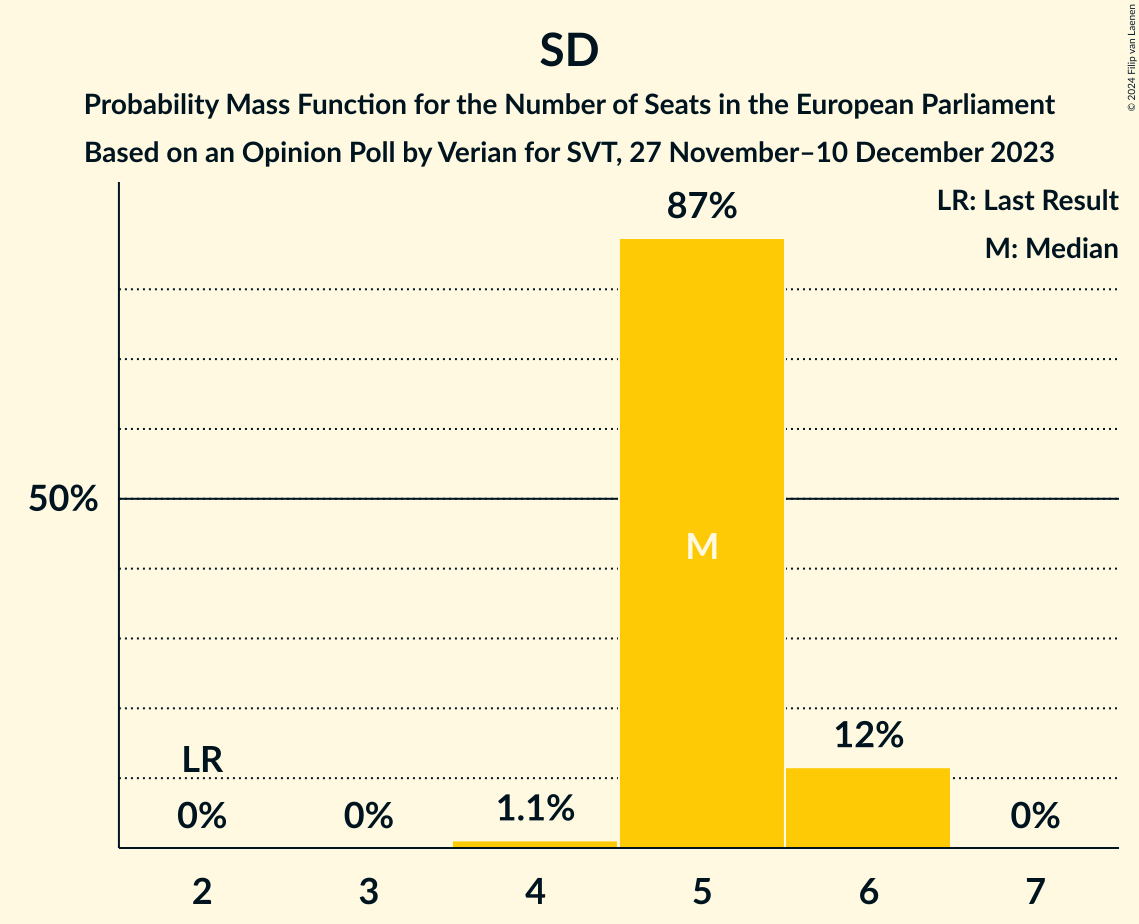 SD
Probability Mass Function for the Number of Seats in the European Parliament
Based on an Opinion Poll by Verian for SVT, 27 November–10 December 2023
© 2024 Filip van Laenen
LR: Last Result
M: Median
87%
50%
M
12%
LR
1.1%
0%
0%
0%
2
3
4
5
6
7